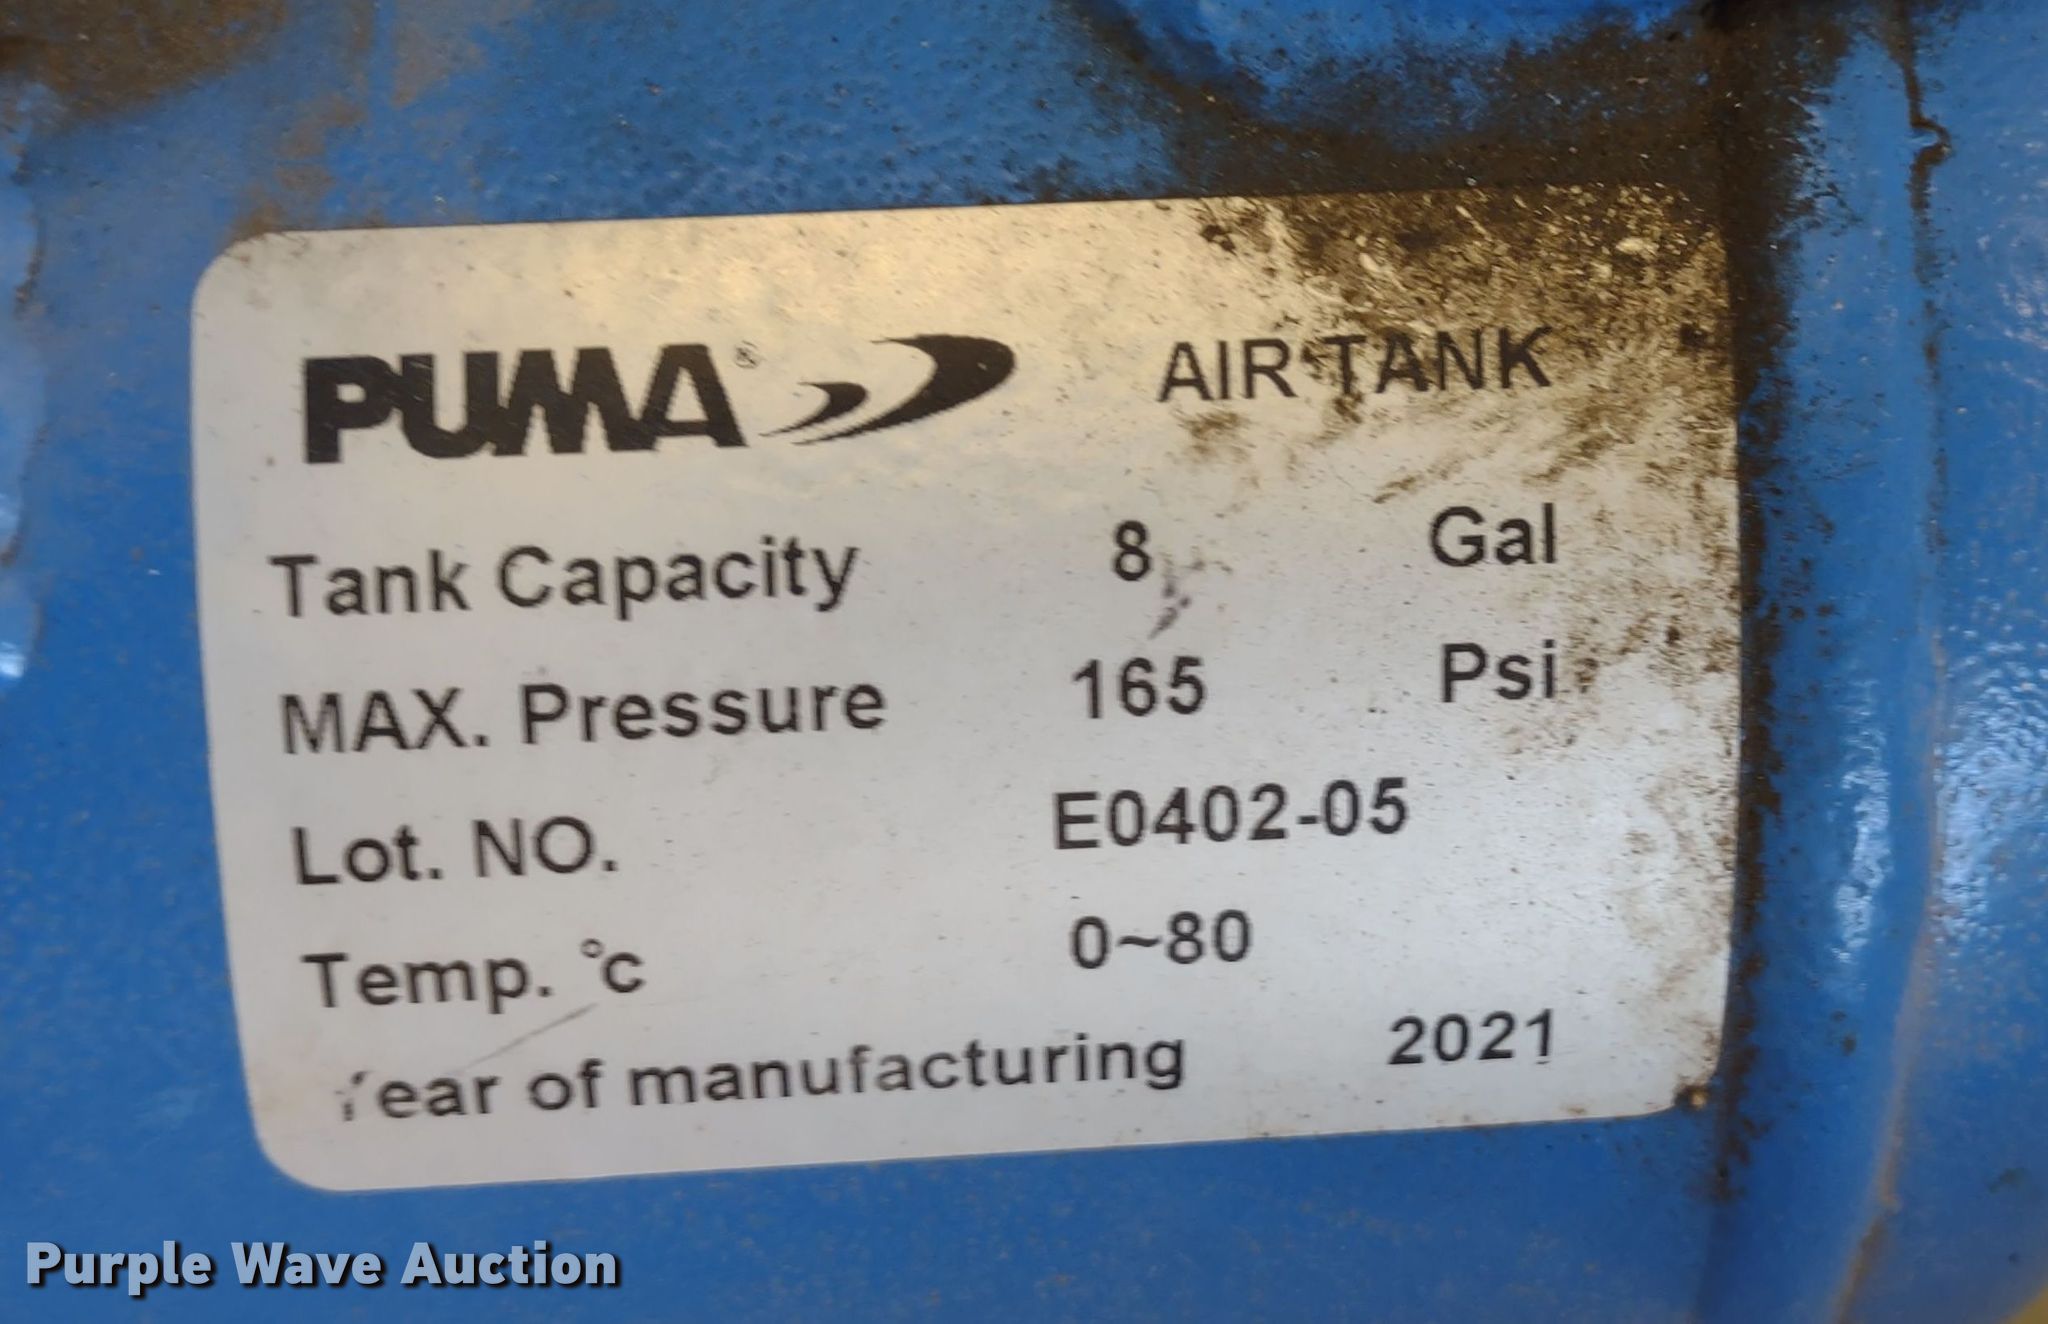 PUMA® AIR TANK
Tank Capacity 8 Gal
MAX. Pressure 165 Psi
Lot. NO. E0402-05
Temp. °c 0~80
Year of manufacturing 2021
Purple Wave Auction